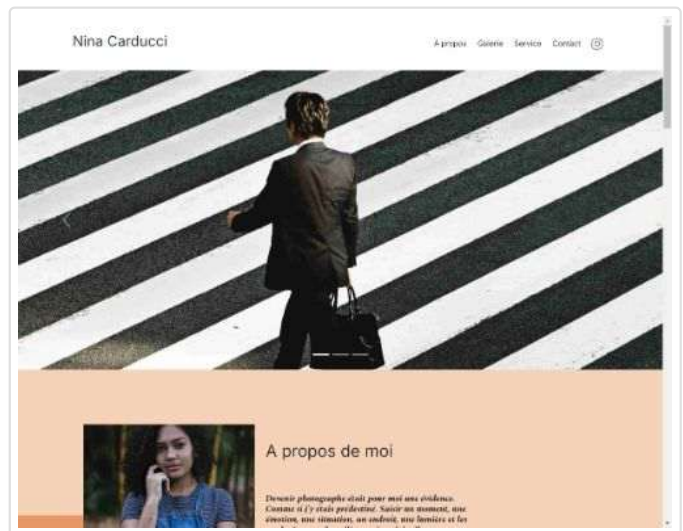 Nina Carducci
A propos Galerie Service Contact
A propos de moi
Devenir photographe était pour moi une évidence.
Comme si j'y étais prédestiné. Saisir un moment, une
émotion, une situation, un endroit, une lumière et les